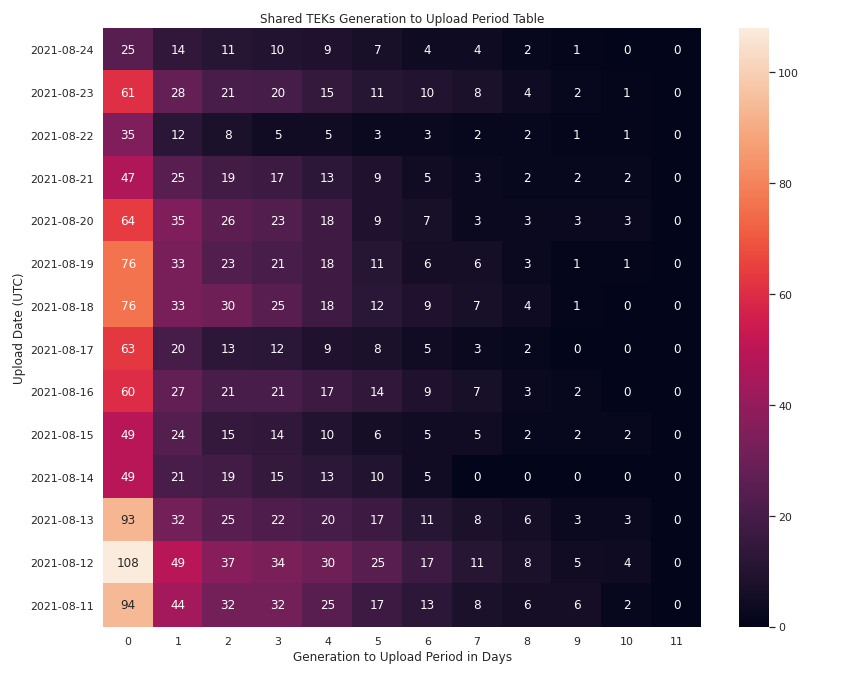 Shared TEKs Generation to Upload Period Table
Upload Date (UTC)
2021-08-24 25 14 11 10 9 7 4 4 2 1 0 0
2021-08-23 61 28 21 20 15 11 10 8 4 2 1 0
2021-08-22 35 12 8 5 5 3 3 2 2 1 1 0
2021-08-21 47 25 19 17 13 9 5 3 2 2 2 0
2021-08-20 64 35 26 23 18 9 7 3 3 3 3 0
2021-08-19 76 33 23 21 18 11 6 6 3 1 1 0
2021-08-18 76 33 30 25 18 12 9 7 4 1 0 0
2021-08-17 63 20 13 12 9 8 5 3 2 0 0 0
2021-08-16 60 27 21 21 17 14 9 7 3 2 0 0
2021-08-15 49 24 15 14 10 6 5 5 2 2 2 0
2021-08-14 49 21 19 15 13 10 5 0 0 0 0 0
2021-08-13 93 32 25 22 20 17 11 8 6 3 3 0
2021-08-12 108 49 37 34 30 25 17 11 8 5 4 0
2021-08-11 94 44 32 32 25 17 13 8 6 6 2 0
0 1 2 3 4 5 6 7 8 9 10 11
Generation to Upload Period in Days
100
80
60
40
20
0